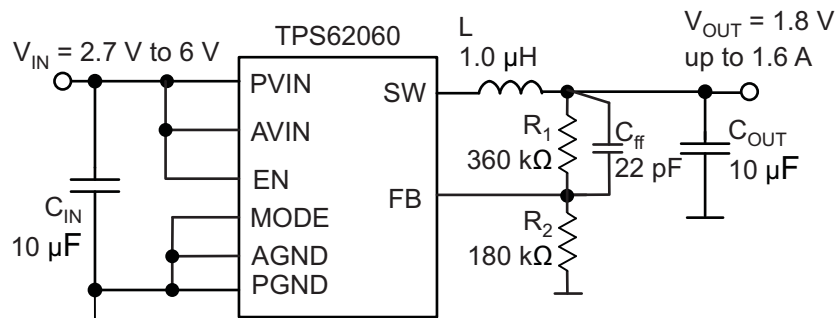 TPS62060
V_IN = 2.7 V to 6 V
L
1.0 µH
V_OUT = 1.8 V
up to 1.6 A
PVIN
SW
AVIN
EN
FB
MODE
AGND
PGND
C_IN
10 µF
R_1
360 kΩ
C_ff
22 pF
C_OUT
10 µF
R_2
180 kΩ